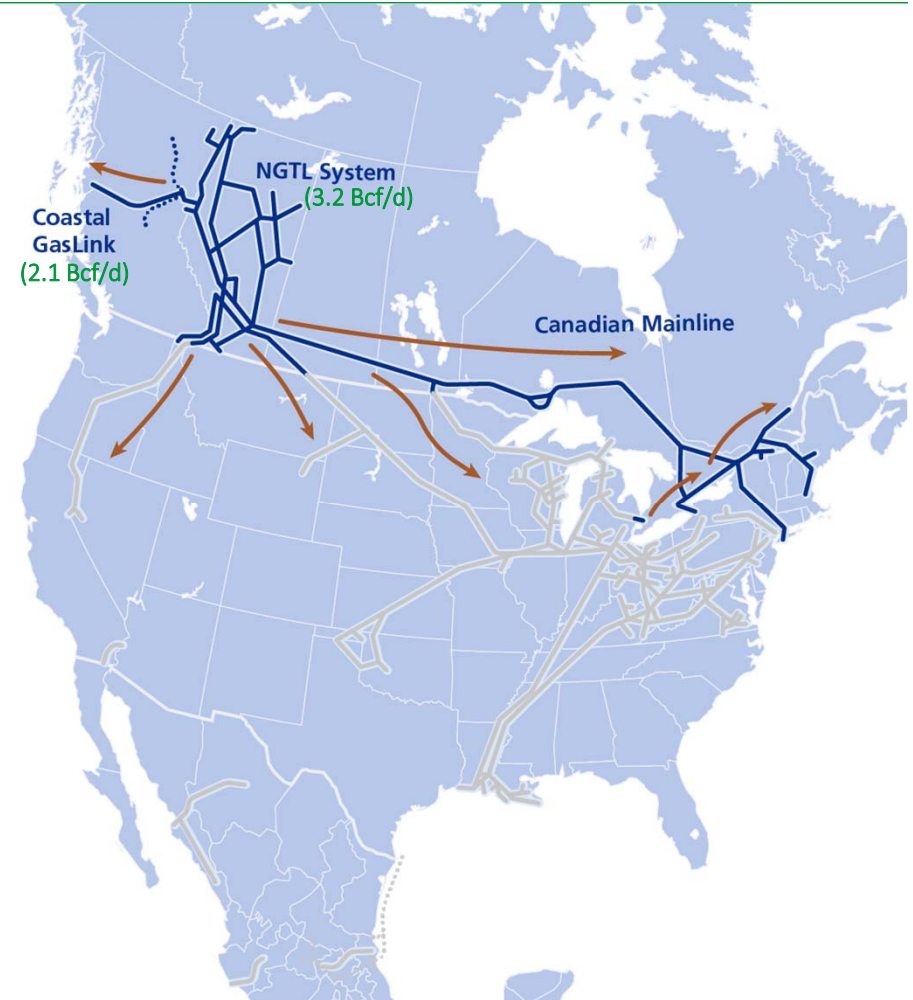 NGTL System
(3.2 Bcf/d)
Coastal
GasLink
(2.1 Bcf/d)
Canadian Mainline